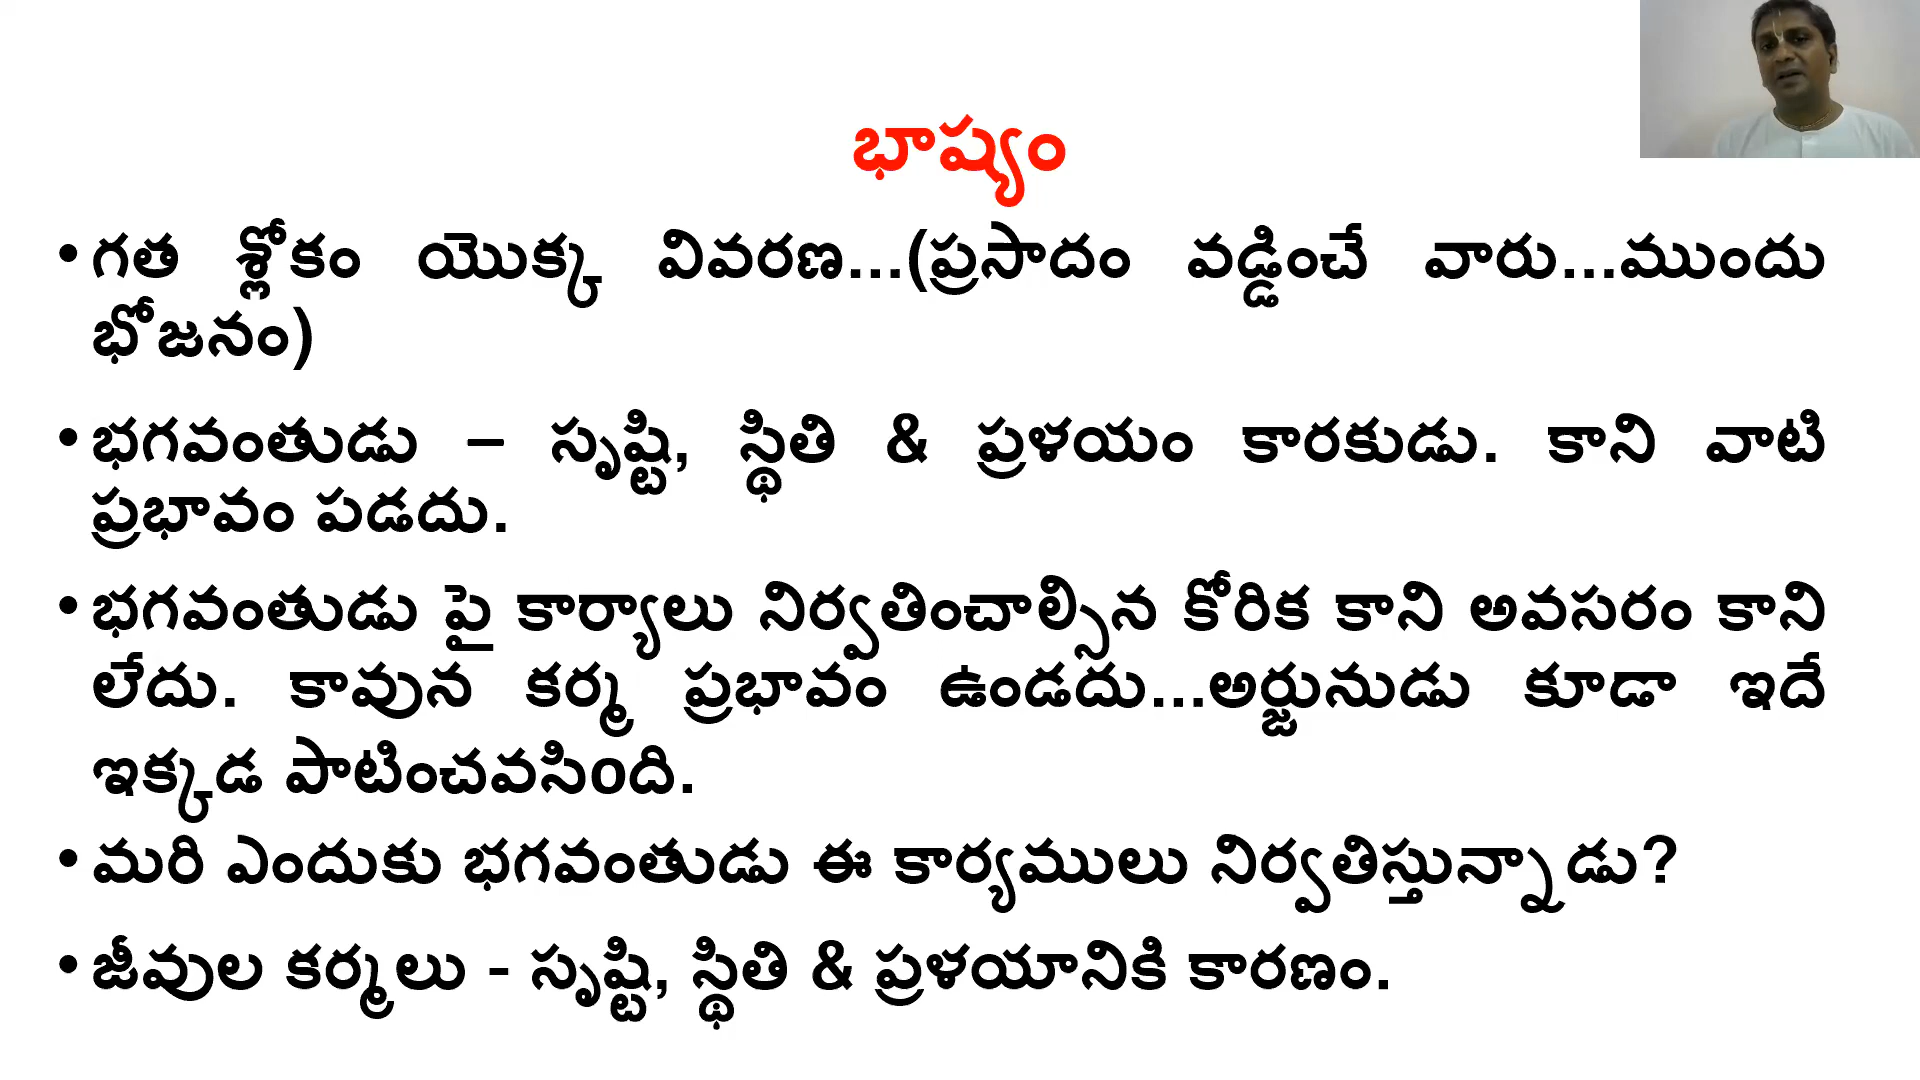 భాష్యం
• గత శ్లోకం యొక్క వివరణ...(ప్రసాదం వడ్డించే వారు...ముందు
భోజనం)
• భగవంతుడు – సృష్టి, స్థితి & ప్రళయం కారకుడు. కాని వాటి
ప్రభావం పడదు.
• భగవంతుడు పై కార్యాలు నిర్వతించాల్సిన కోరిక కాని అవసరం కాని
లేదు. కావున కర్మ ప్రభావం ఉండదు...అర్జునుడు కూడా ఇదే
ఇక్కడ పాటించవసింది.
• మరి ఎందుకు భగవంతుడు ఈ కార్యములు నిర్వతిస్తున్నాడు?
• జీవుల కర్మలు - సృష్టి, స్థితి & ప్రళయానికి కారణం.